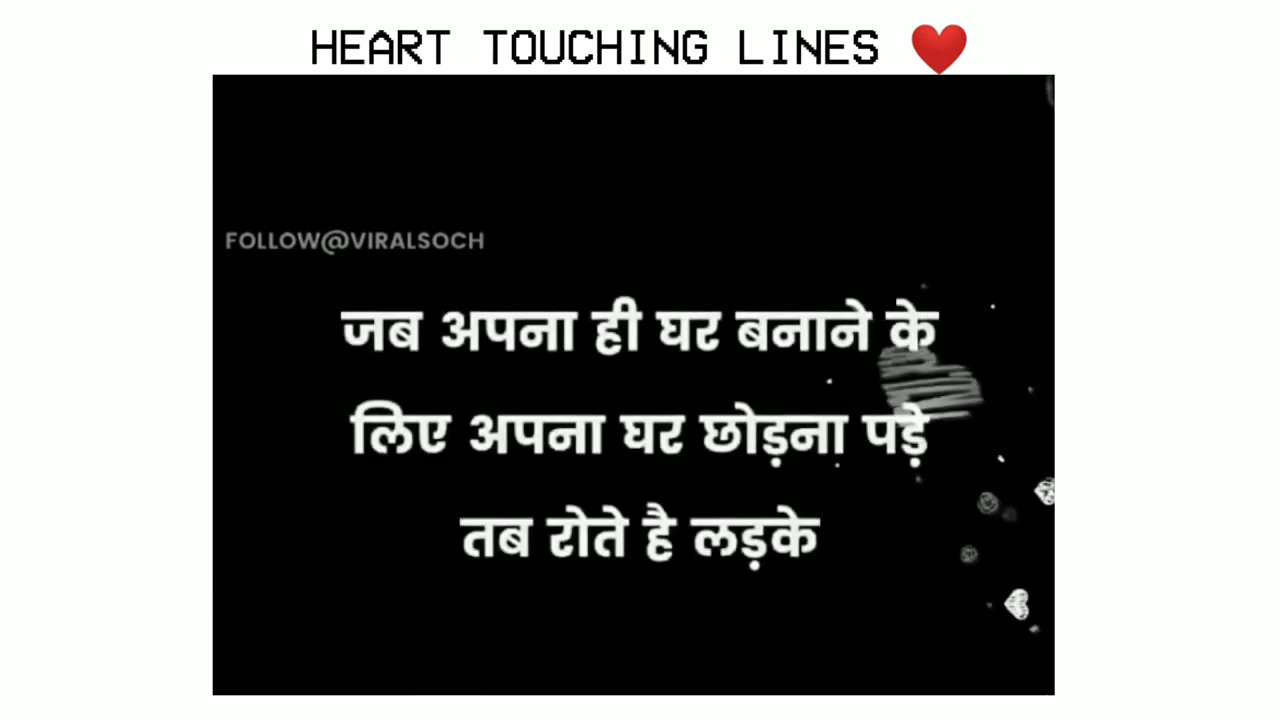 HEART TOUCHING LINES ❤️
FOLLOW@VIRALSOCH
जब अपना ही घर बनाने के
लिए अपना घर छोड़ना पड़े
तब रोते है लड़के